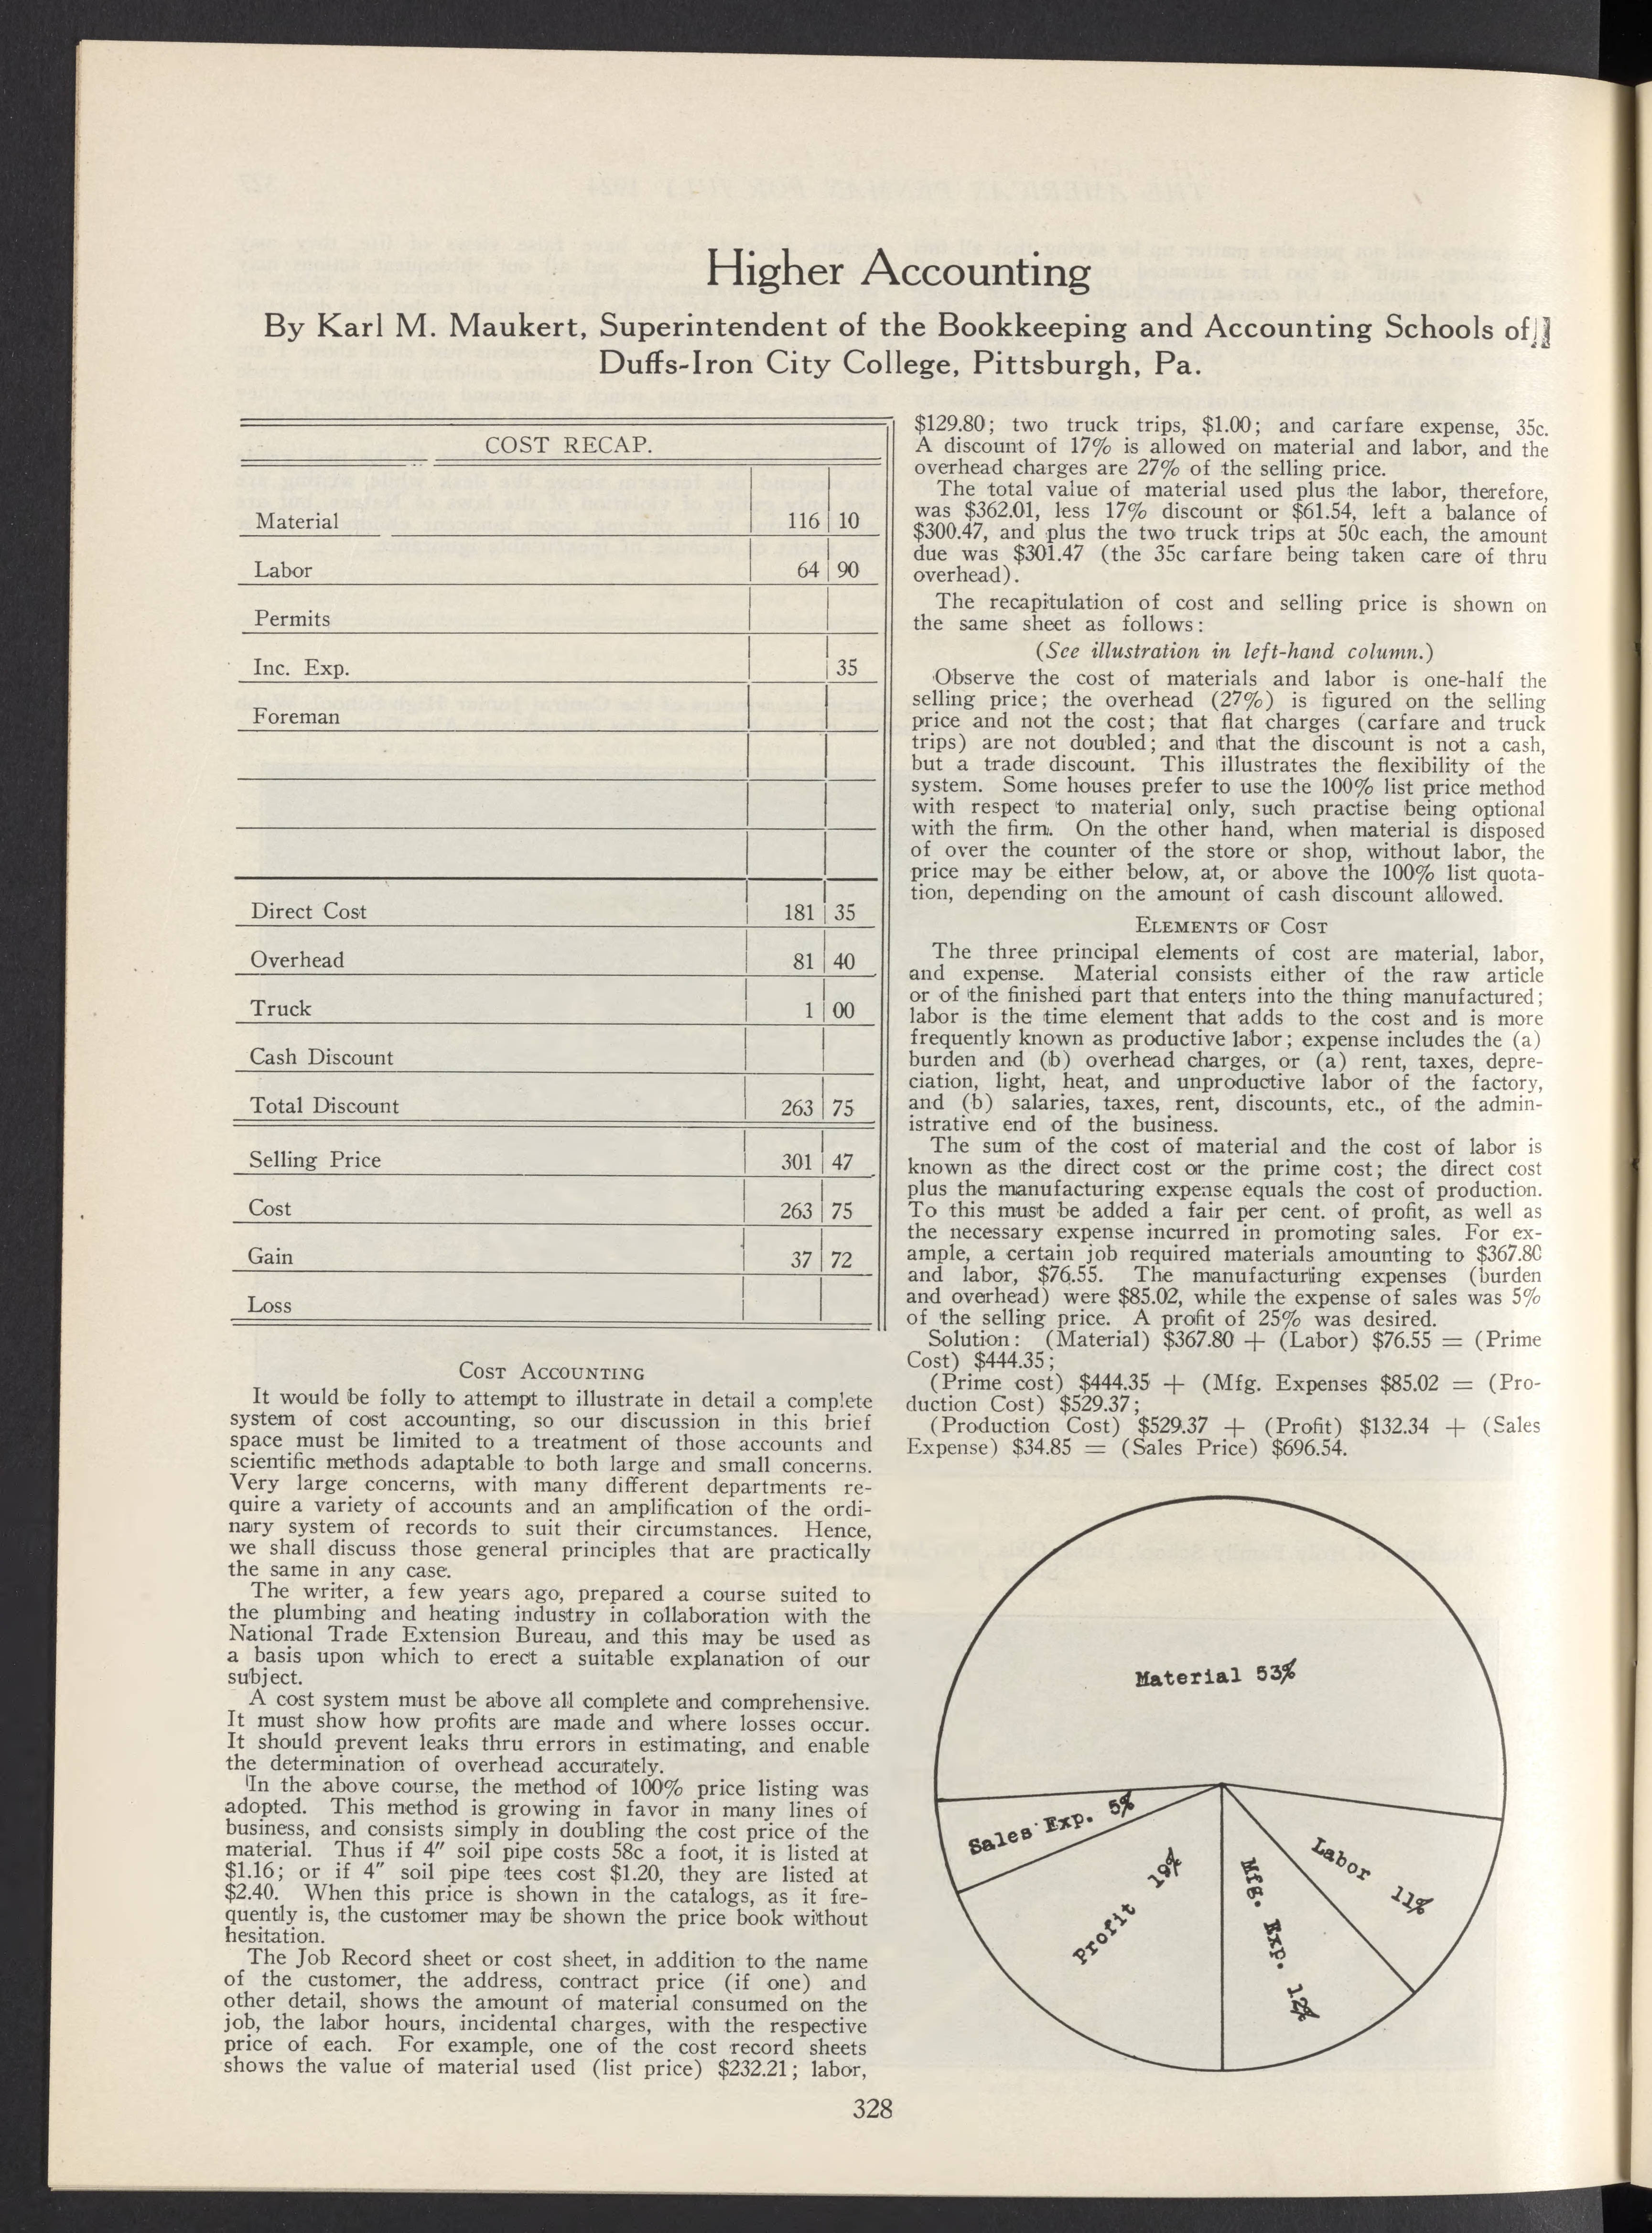 Higher Accounting
By Karl M. Maukert, Superintendent of the Bookkeeping and Accounting Schools of
Duffs-Iron City College, Pittsburgh, Pa.
COST RECAP.
Material 116 10
Labor 64 90
Permits
Inc. Exp. 35
Foreman
Direct Cost 181 35
Overhead 81 40
Truck 1 00
Cash Discount
Total Discount 263 75
Selling Price 301 47
Cost 263 75
Gain 37 72
Loss
COST ACCOUNTING
It would be folly to attempt to illustrate in detail a complete
system of cost accounting, so our discussion in this brief
space must be limited to a treatment of those accounts and
scientific methods adaptable to both large and small concerns.
Very large concerns, with many different departments re-
quire a variety of accounts and an amplification of the ordi-
nary system of records to suit their circumstances. Hence,
we shall discuss those general principles that are practically
the same in any case.
The writer, a few years ago, prepared a course suited to
the plumbing and heating industry in collaboration with the
National Trade Extension Bureau, and this may be used as
a basis upon which to erect a suitable explanation of our
subject.
A cost system must be above all complete and comprehensive.
It must show how profits are made and where losses occur.
It should prevent leaks thru errors in estimating, and enable
the determination of overhead accurately.
In the above course, the method of 100% price listing was
adopted. This method is growing in favor in many lines of
business, and consists simply in doubling the cost price of the
material. Thus if 4″ soil pipe costs 58c a foot, it is listed at
$1.16; or if 4″ soil pipe tees cost $1.20, they are listed at
$2.40. When this price is shown in the catalogs, as it fre-
quently is, the customer may be shown the price book without
hesitation.
The Job Record sheet or cost sheet, in addition to the name
of the customer, the address, contract price (if one) and
other detail, shows the amount of material consumed on the
job, the labor hours, incidental charges, with the respective
price of each. For example, one of the cost record sheets
shows the value of material used (list price) $232.21; labor,
$129.80; two truck trips, $1.00; and carfare expense, 35c.
A discount of 17% is allowed on material and labor, and the
overhead charges are 27% of the selling price.
The total value of material used plus the labor, therefore,
was $362.01, less 17% discount or $61.54, left a balance of
$300.47, and plus the two truck trips at 50c each, the amount
due was $301.47 (the 35c carfare being taken care of thru
overhead).
The recapitulation of cost and selling price is shown on
the same sheet as follows:
(See illustration in left-hand column.)
Observe the cost of materials and labor is one-half the
selling price; the overhead (27%) is figured on the selling
price and not the cost; that flat charges (carfare and truck
trips) are not doubled; and that the discount is not a cash,
but a trade discount. This illustrates the flexibility of the
system. Some houses prefer to use the 100% list price method
with respect to material only, such practise being optional
with the firm. On the other hand, when material is disposed
of over the counter of the store or shop, without labor, the
price may be either below, at, or above the 100% list quota-
tion, depending on the amount of cash discount allowed.
ELEMENTS OF COST
The three principal elements of cost are material, labor,
and expense. Material consists either of the raw article
or of the finished part that enters into the thing manufactured;
labor is the time element that adds to the cost and is more
frequently known as productive labor; expense includes the (a)
burden and (b) overhead charges, or (a) rent, taxes, depre-
ciation, light, heat, and unproductive labor of the factory,
and (b) salaries, taxes, rent, discounts, etc., of the admin-
istrative end of the business.
The sum of the cost of material and the cost of labor is
known as the direct cost or the prime cost; the direct cost
plus the manufacturing expense equals the cost of production.
To this must be added a fair per cent. of profit, as well as
the necessary expense incurred in promoting sales. For ex-
ample, a certain job required materials amounting to $367.80
and labor, $76.55. The manufacturing expenses (burden
and overhead) were $85.02, while the expense of sales was 5%
of the selling price. A profit of 25% was desired.
Solution: (Material) $367.80 + (Labor) $76.55 = (Prime
Cost) $444.35;
(Prime cost) $444.35 + (Mfg. Expenses $85.02 = (Pro-
duction Cost) $529.37;
(Production Cost) $529.37 + (Profit) $132.34 + (Sales
Expense) $34.85 = (Sales Price) $696.54.
Material 53%
Sales Exp. 5%
Profit 19%
Mfg. Exp. 12%
Labor 11%
328